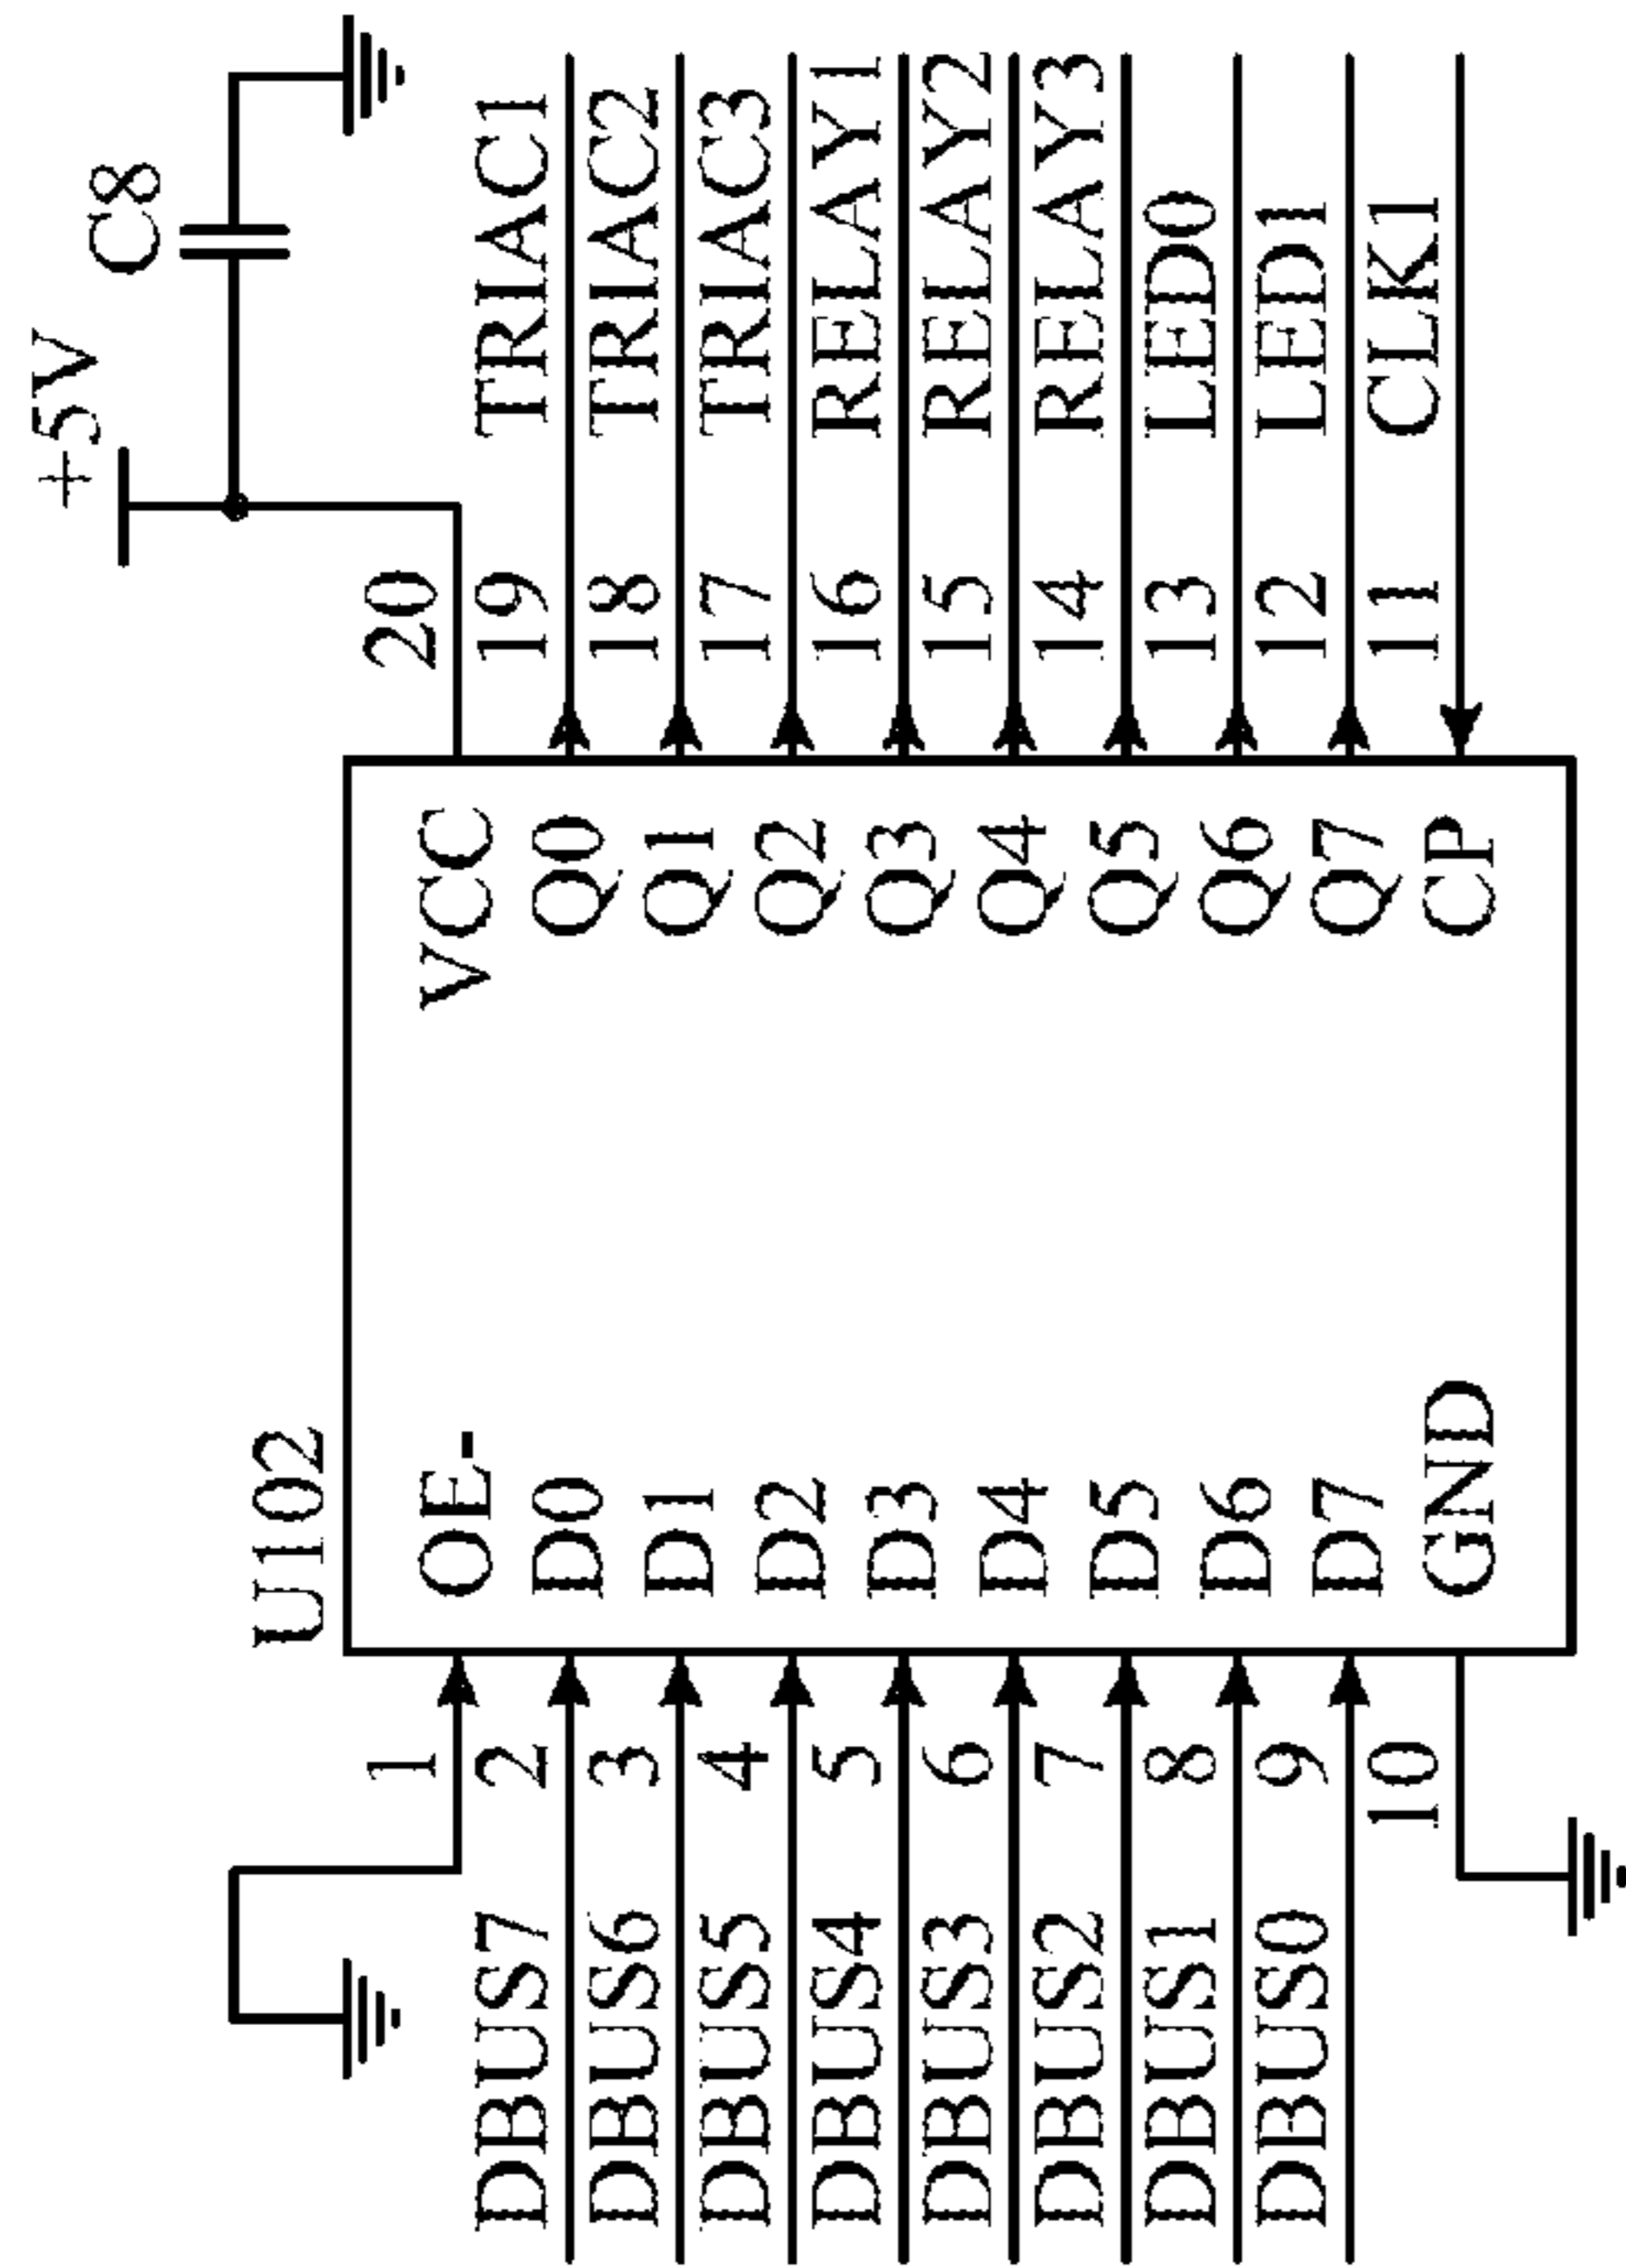 +5V
C8
U102
1
OE-
VCC
20
DBUS7
2
D0
Q0
19
TRIAC1
DBUS6
3
D1
Q1
18
TRIAC2
DBUS5
4
D2
Q2
17
TRIAC3
DBUS4
5
D3
Q3
16
RELAY1
DBUS3
6
D4
Q4
15
RELAY2
DBUS2
7
D5
Q5
14
RELAY3
DBUS1
8
D6
Q6
13
LED0
DBUS0
9
D7
Q7
12
LED1
10
GND
CP
11
CLK1